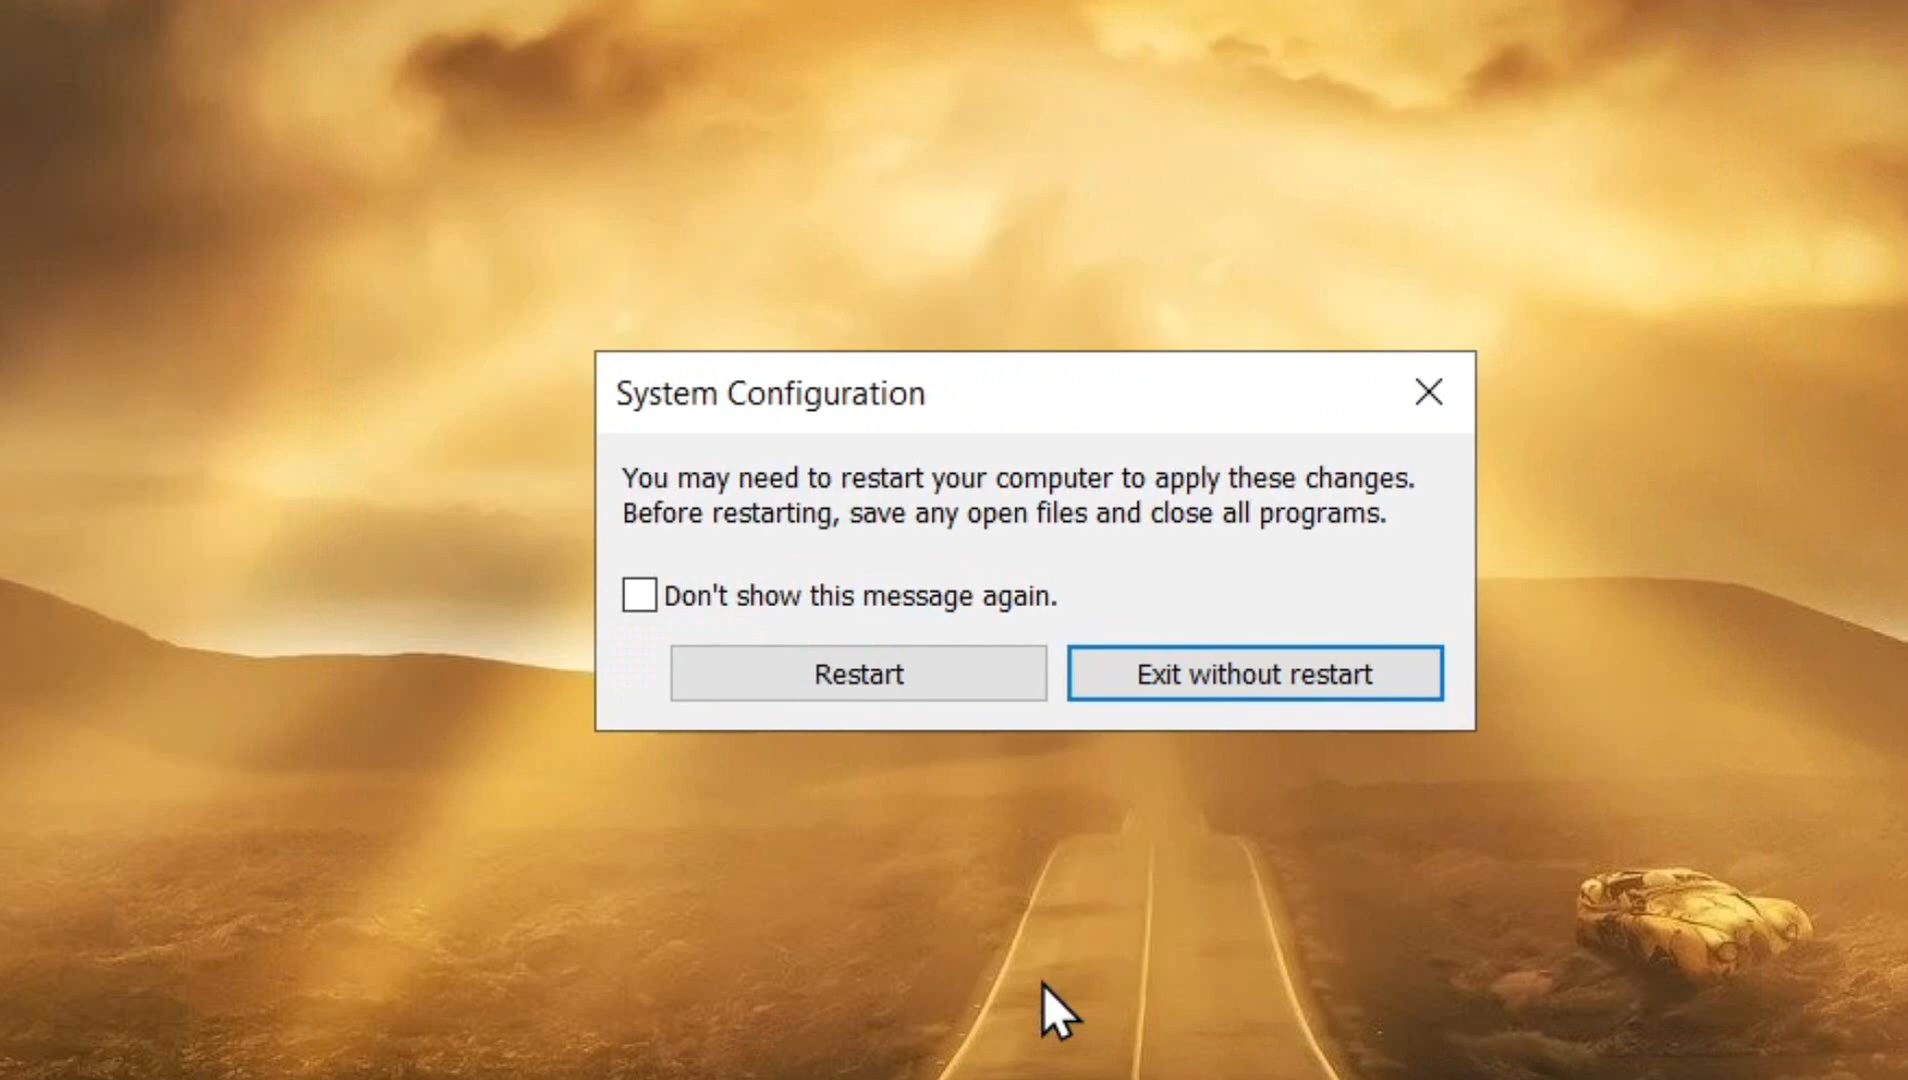 System Configuration
You may need to restart your computer to apply these changes.
Before restarting, save any open files and close all programs.
Don't show this message again.
Restart
Exit without restart